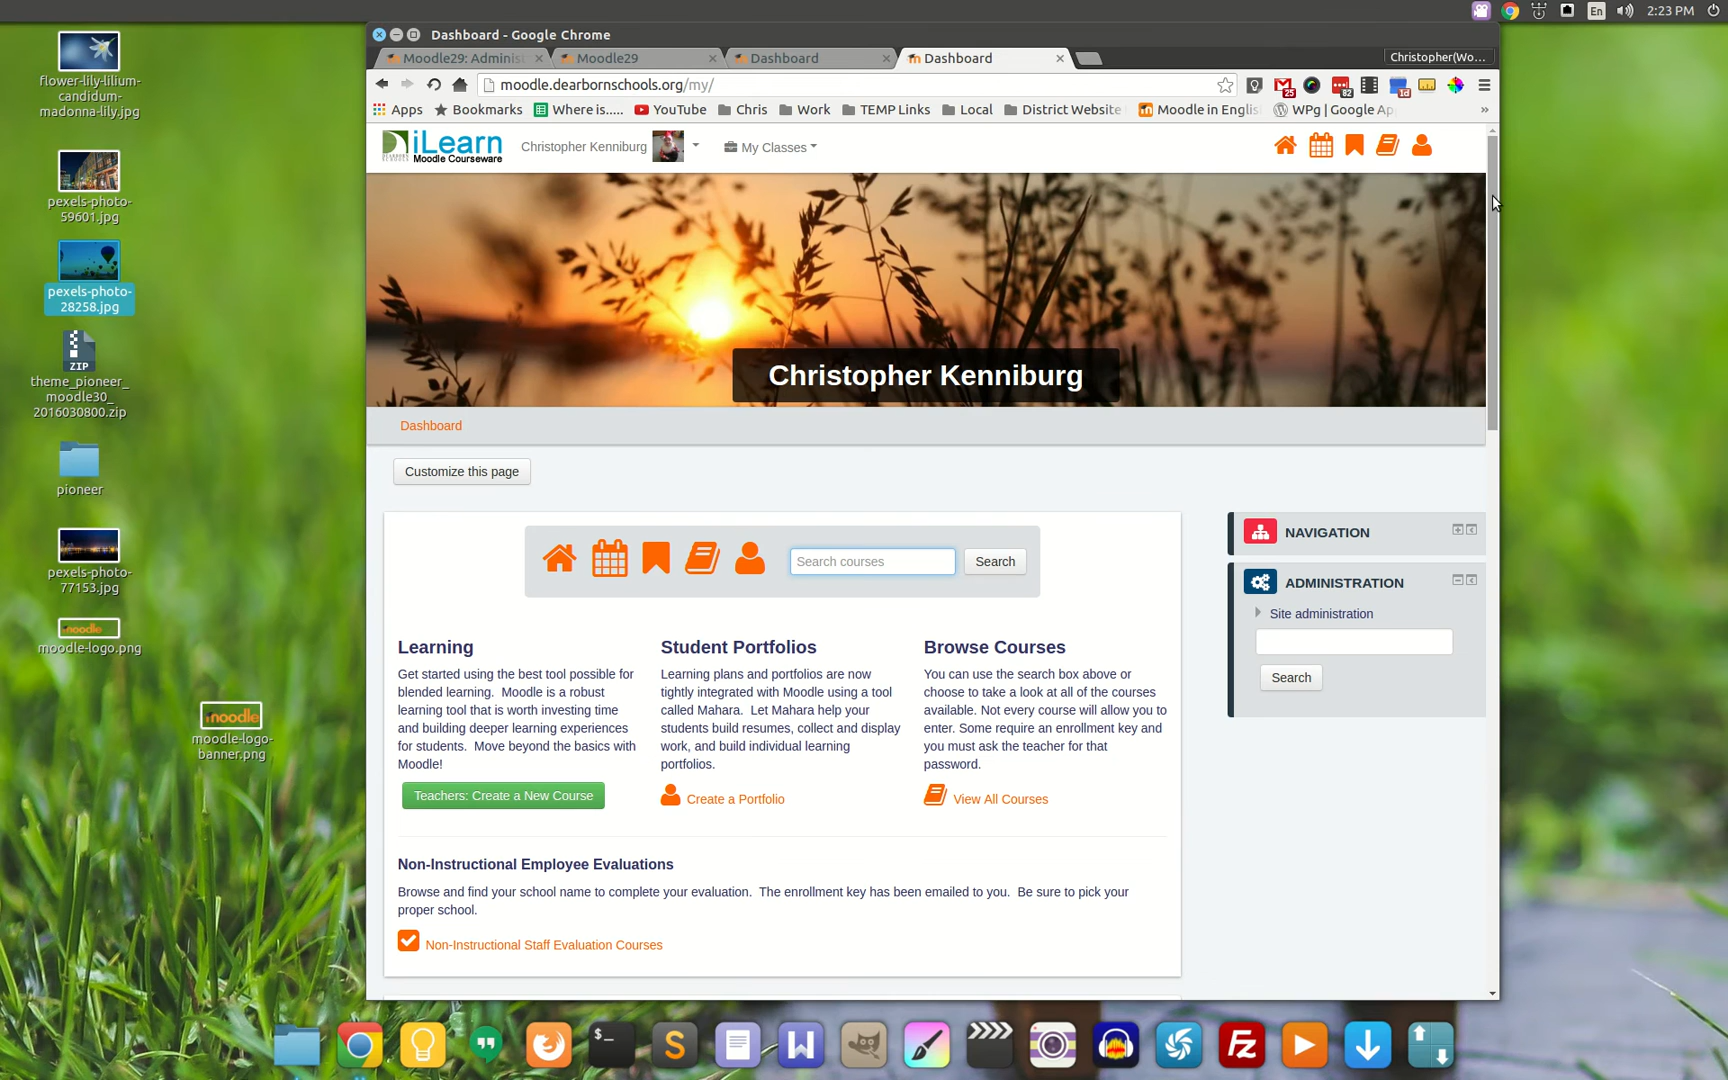 2:23 PM
En
Dashboard - Google Chrome
Moodle29: Adminis
Moodle29
Dashboard
Dashboard
Christopher(Wo...
moodle.dearbornschools.org/my/
25
82
1d
Apps
Bookmarks
Where is.....
YouTube
Chris
Work
TEMP Links
Local
District Website
Moodle in Englis
WPg | Google Ap
»
iLearn
Moodle Courseware
Christopher Kenniburg
My Classes
Christopher Kenniburg
Dashboard
Customize this page
Search courses
Search
NAVIGATION
ADMINISTRATION
Site administration
Search
Learning
Get started using the best tool possible for
blended learning.  Moodle is a robust
learning tool that is worth investing time
and building deeper learning experiences
for students.  Move beyond the basics with
Moodle!
Teachers: Create a New Course
Student Portfolios
Learning plans and portfolios are now
tightly integrated with Moodle using a tool
called Mahara.  Let Mahara help your
students build resumes, collect and display
work, and build individual learning
portfolios.
Create a Portfolio
Browse Courses
You can use the search box above or
choose to take a look at all of the courses
available. Not every course will allow you to
enter. Some require an enrollment key and
you must ask the teacher for that
password.
View All Courses
Non-Instructional Employee Evaluations
Browse and find your school name to complete your evaluation.  The enrollment key has been emailed to you.  Be sure to pick your
proper school.
Non-Instructional Staff Evaluation Courses
flower-lily-lilium-
candidum-
madonna-lily.jpg
pexels-photo-
59601.jpg
pexels-photo-
28258.jpg
ZIP
theme_pioneer_
moodle30_
2016030800.zip
pioneer
pexels-photo-
77153.jpg
moodle
moodle-logo.png
moodle
moodle-logo-
banner.png
>_
S
W
Fz